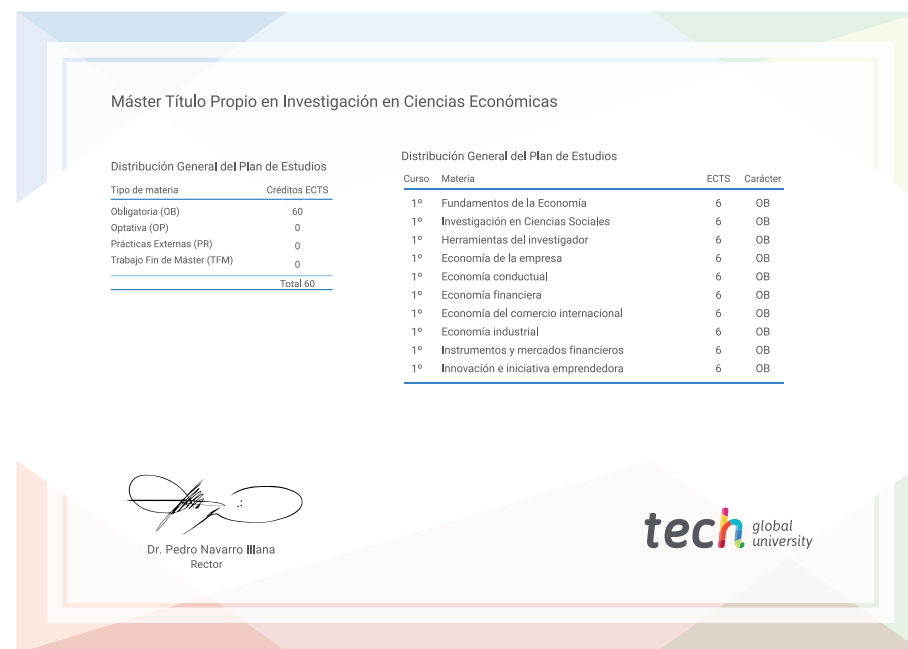 Máster Título Propio en Investigación en Ciencias Económicas
Distribución General del Plan de Estudios
Tipo de materia Créditos ECTS
Obligatoria (OB) 60
Optativa (OP) 0
Prácticas Externas (PR) 0
Trabajo Fin de Máster (TFM) 0
Total 60
Distribución General del Plan de Estudios
Curso Materia ECTS Carácter
1º Fundamentos de la Economía 6 OB
1º Investigación en Ciencias Sociales 6 OB
1º Herramientas del investigador 6 OB
1º Economía de la empresa 6 OB
1º Economía conductual 6 OB
1º Economía financiera 6 OB
1º Economía del comercio internacional 6 OB
1º Economía industrial 6 OB
1º Instrumentos y mercados financieros 6 OB
1º Innovación e iniciativa emprendedora 6 OB
Dr. Pedro Navarro Illana
Rector
tech global
university